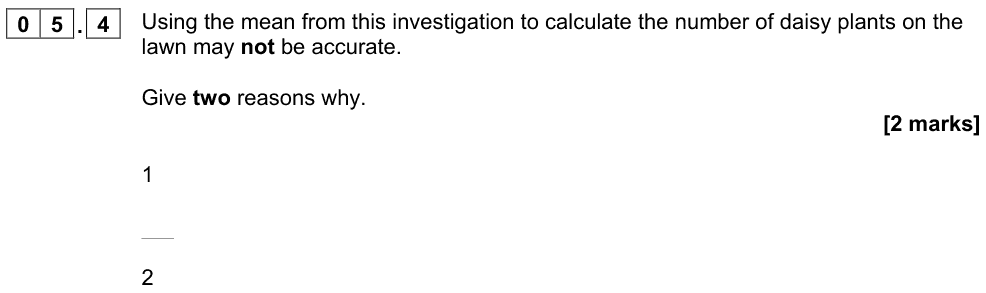 0 5 . 4 Using the mean from this investigation to calculate the number of daisy plants on the
lawn may not be accurate.
Give two reasons why.
[2 marks]
1
2